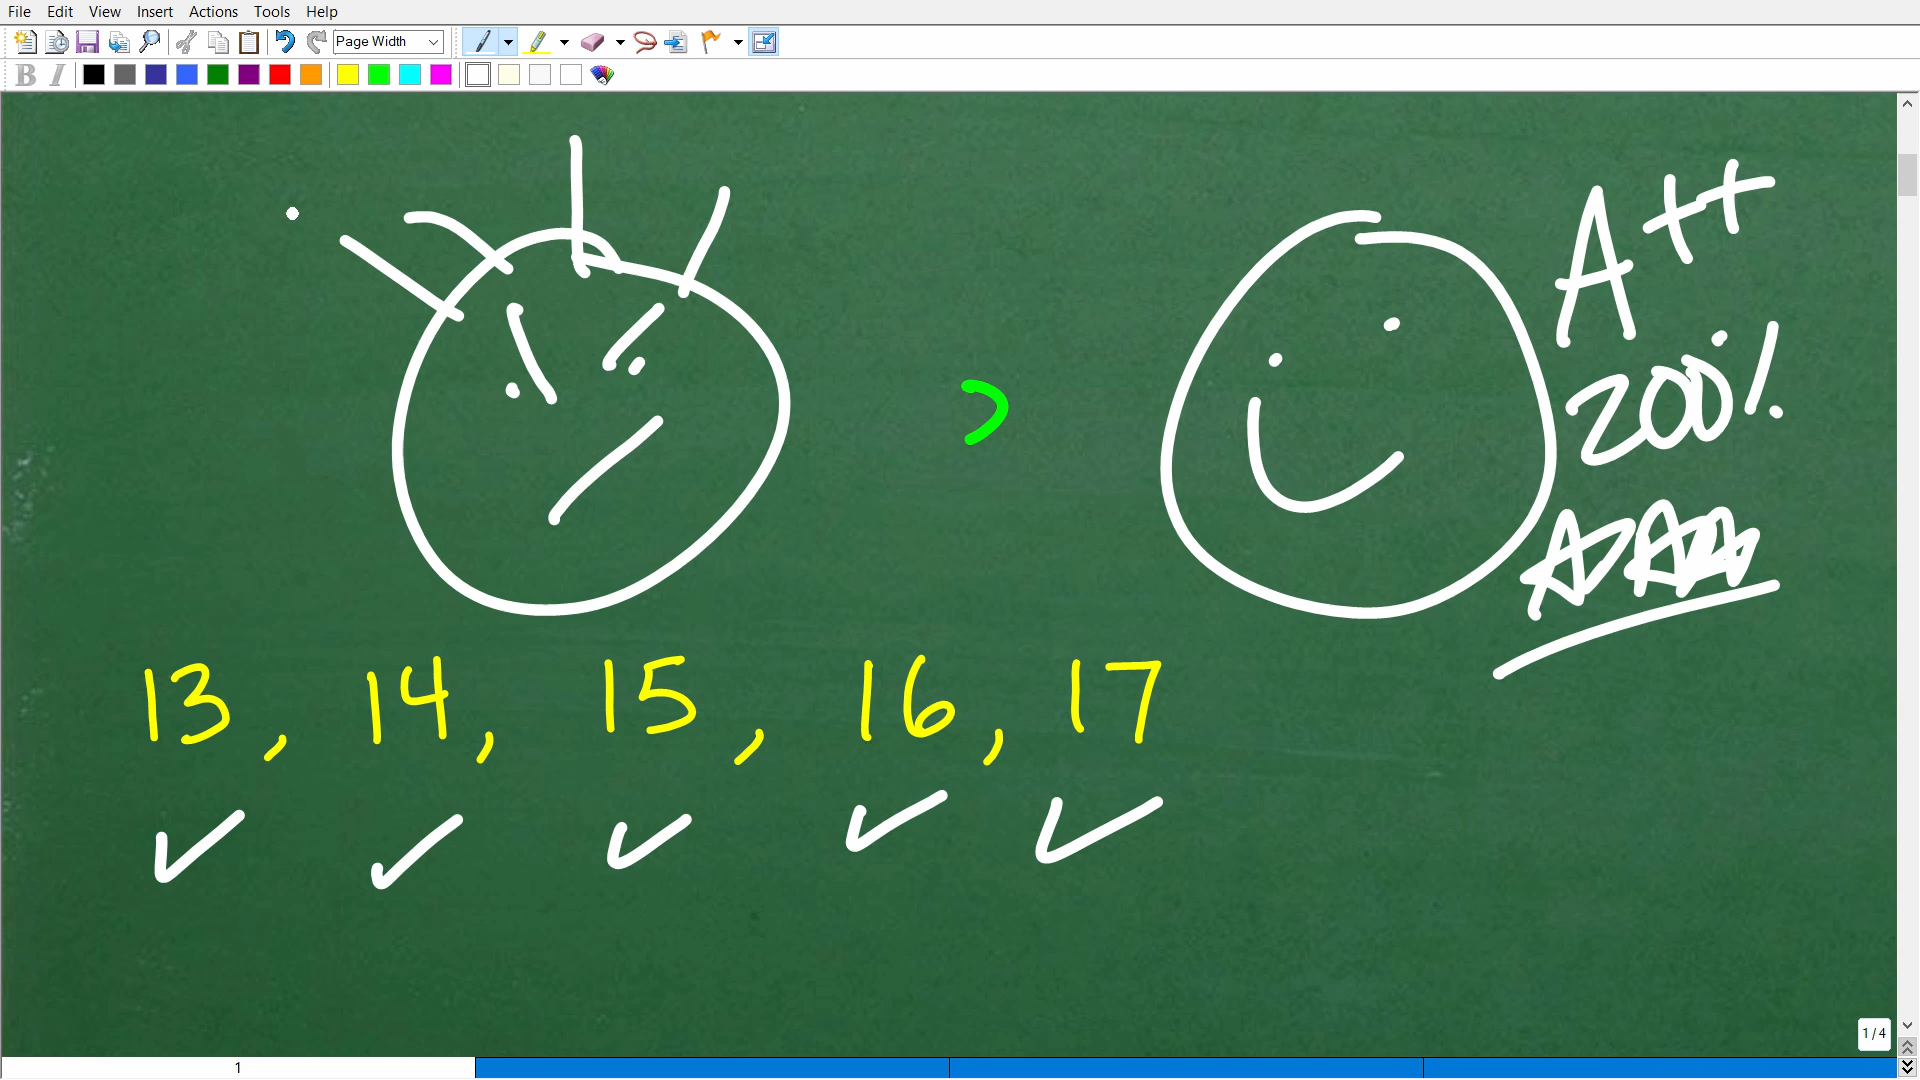 File Edit View Insert Actions Tools Help
Page Width
B I
A++
200%
>
13, 14, 15, 16, 17
1 / 4
1